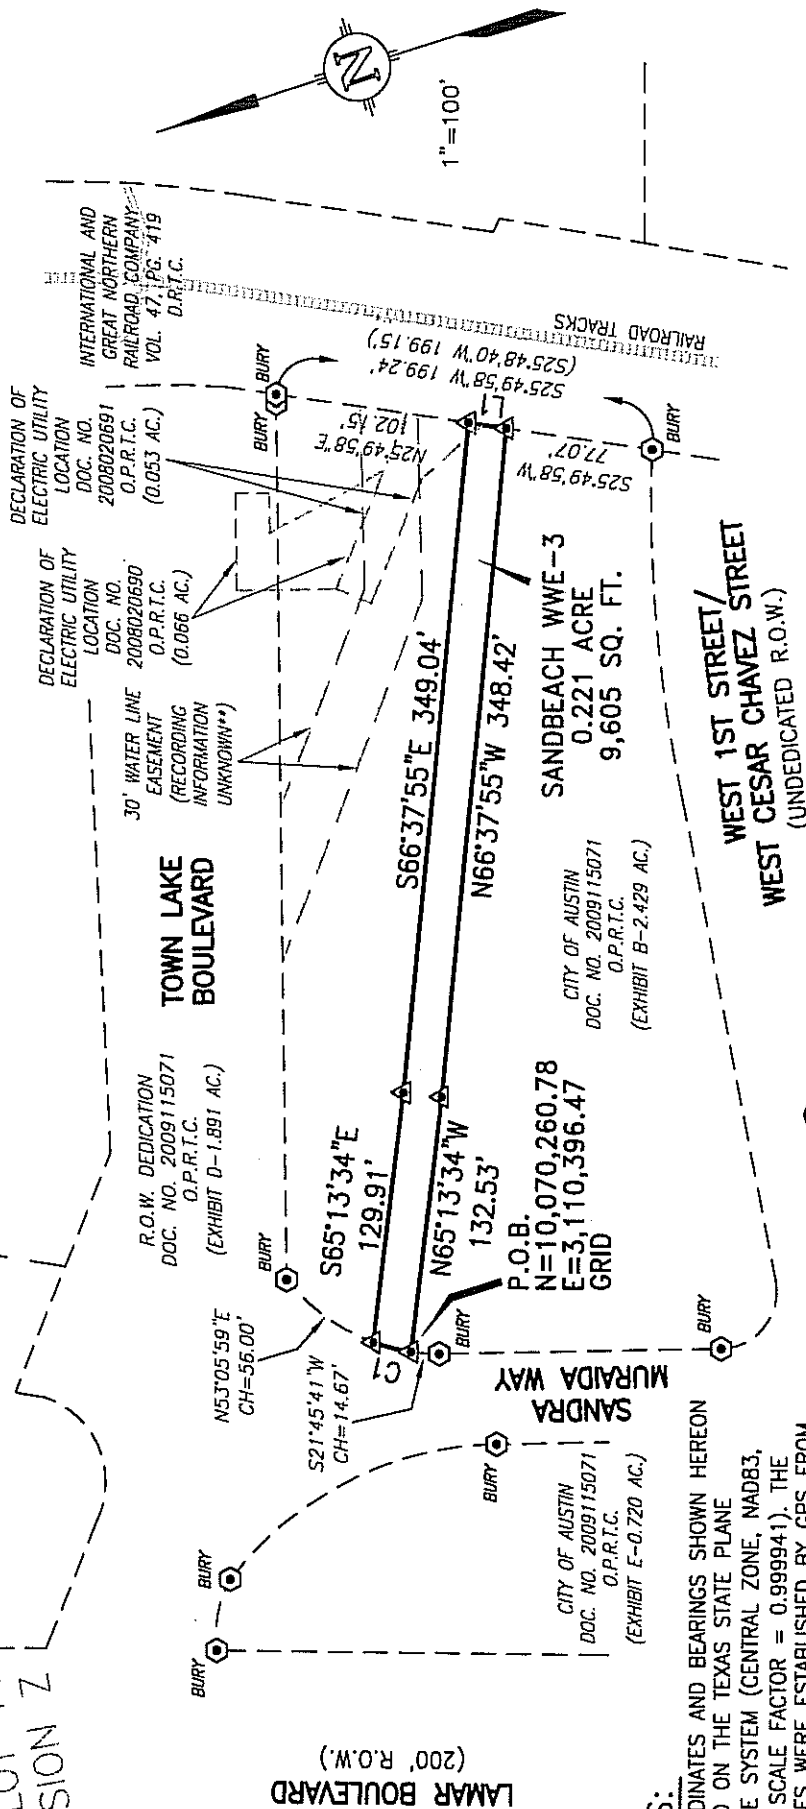 N
1"=100'
INTERNATIONAL AND
GREAT NORTHERN
RAILROAD COMPANY
VOL. 47, PG. 419
D.R.T.C.
RAILROAD TRACKS
DECLARATION OF
ELECTRIC UTILITY
LOCATION
DOC. NO.
2008020691
O.P.R.T.C.
(0.053 AC.)
DECLARATION OF
ELECTRIC UTILITY
LOCATION
DOC. NO.
2008020690
O.P.R.T.C.
(0.066 AC.)
30' WATER LINE
EASEMENT
(RECORDING
INFORMATION
UNKNOWN**)
BURY
BURY
S25°49'58"W 199.24'
(S25°48'40"W 199.15')
N25°49'58"E
102.15'
S25°49'58"W
77.07'
BURY
TOWN LAKE
BOULEVARD
R.O.W. DEDICATION
DOC. NO. 2009115071
O.P.R.T.C.
(EXHIBIT D-1.891 AC.)
S66°37'55"E 349.04'
N66°37'55"W 348.42'
SANDBEACH WWE-3
0.221 ACRE
9,605 SQ. FT.
WEST 1ST STREET/
WEST CESAR CHAVEZ STREET
(UNDEDICATED R.O.W.)
CITY OF AUSTIN
DOC. NO. 2009115071
O.P.R.T.C.
(EXHIBIT B-2.429 AC.)
S65°13'34"E
129.91'
N65°13'34"W
132.53'
P.O.B.
N=10,070,260.78
E=3,110,396.47
GRID
BURY
N53°05'59"E
CH=56.00'
C1
S21°45'41"W
CH=14.67'
BURY
BURY
SANDRA
MURAIDA WAY
BURY
BURY
BURY
CITY OF AUSTIN
DOC. NO. 2009115071
O.P.R.T.C.
(EXHIBIT E-0.720 AC.)
LAMAR BOULEVARD
(200' R.O.W.)
SION Z
DINATES AND BEARINGS SHOWN HEREON
D ON THE TEXAS STATE PLANE
E SYSTEM (CENTRAL ZONE, NAD83,
SCALE FACTOR = 0.999941). THE
ES WERE ESTABLISHED BY GPS FROM